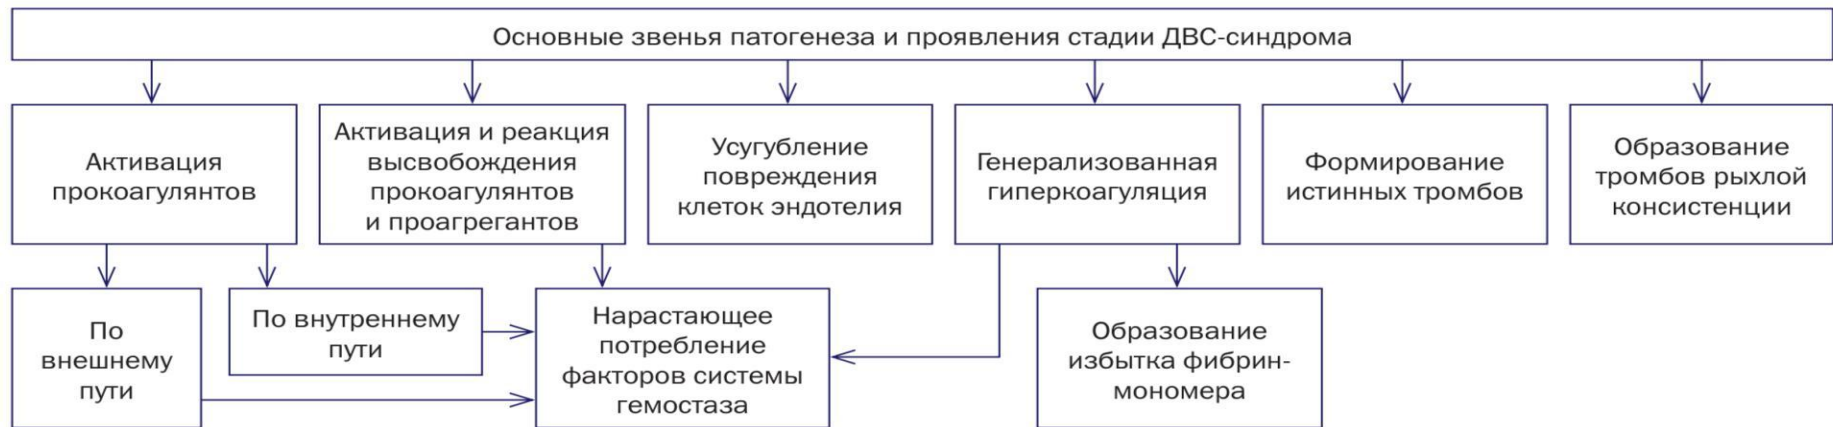 Основные звенья патогенеза и проявления стадии ДВС-синдрома
Активация
прокоагулянтов
Активация и реакция
высвобождения
прокоагулянтов
и проагрегантов
Усугубление
повреждения
клеток эндотелия
Генерализованная
гиперкоагуляция
Формирование
истинных тромбов
Образование
тромбов рыхлой
консистенции
По
внешнему
пути
По внутреннему
пути
Нарастающее
потребление
факторов системы
гемостаза
Образование
избытка фибрин-
мономера